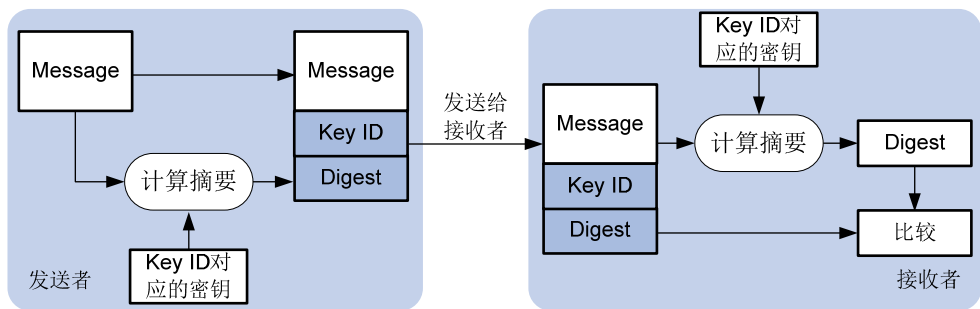 Message
计算摘要
Key ID对
应的密钥
发送者
Message
Key ID
Digest
发送给
接收者
Message
Key ID
Digest
Key ID对
应的密钥
计算摘要
Digest
比较
接收者